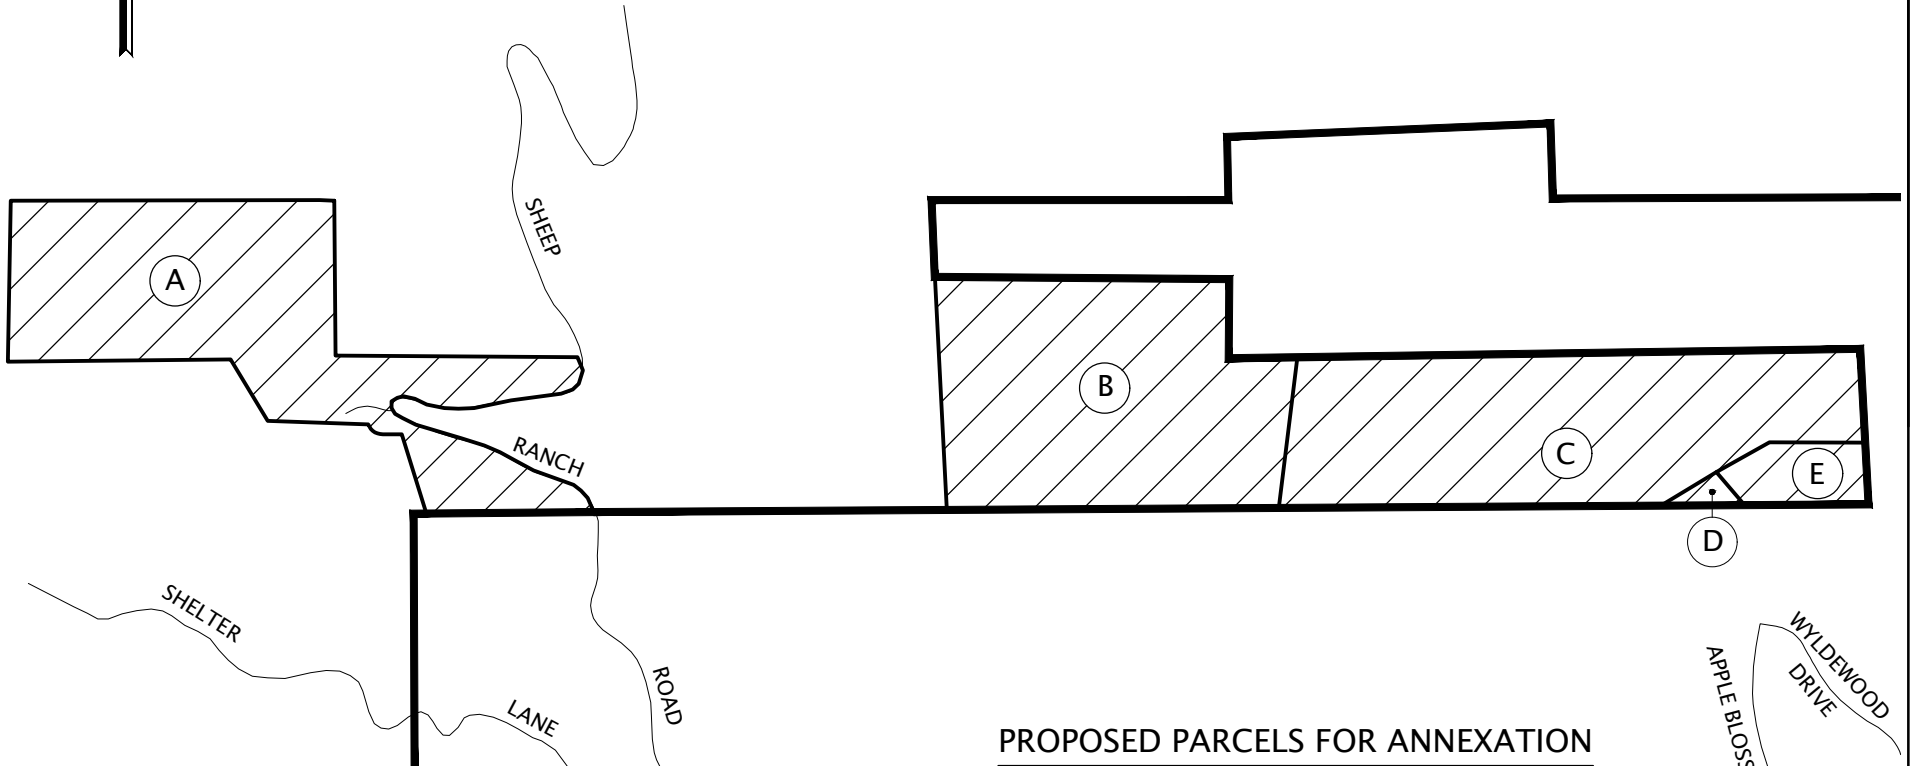 SHEEP
A
B
RANCH
C
E
D
SHELTER
WYLDEWOOD
DRIVE
APPLE BLOSS
ROAD
LANE
PROPOSED PARCELS FOR ANNEXATION